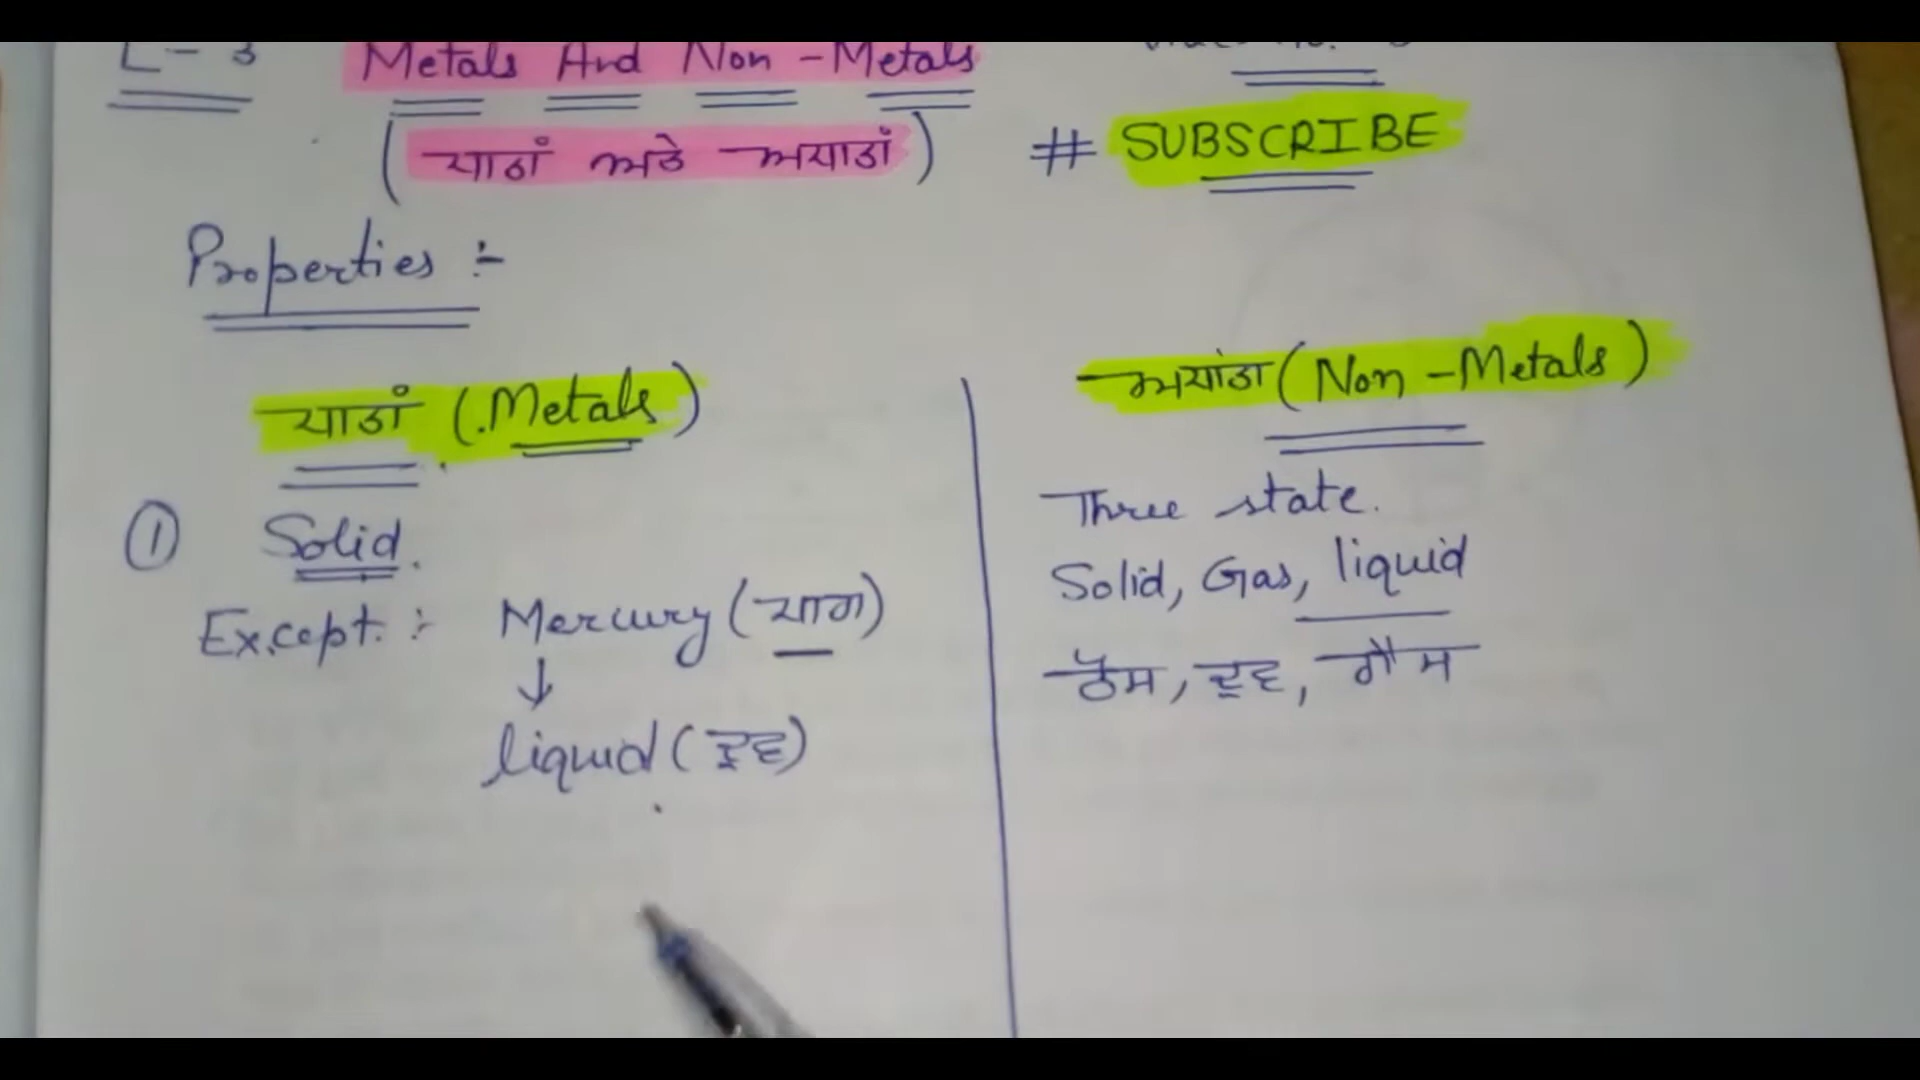 L - 3 Metals And Non - Metals
(ਧਾਤਾਂ ਅਤੇ ਅਧਾਤਾਂ)
# SUBSCRIBE
Properties :-
ਧਾਤਾਂ (Metals)
① Solid.
Except :- Mercury (ਪਾਰਾ)
↓
liquid (ਦ੍ਰਵ)
ਅਧਾਤਾਂ (Non - Metals)
Three state.
Solid, Gas, liquid
ਠੋਸ, ਦ੍ਰਵ, ਗੈਸ